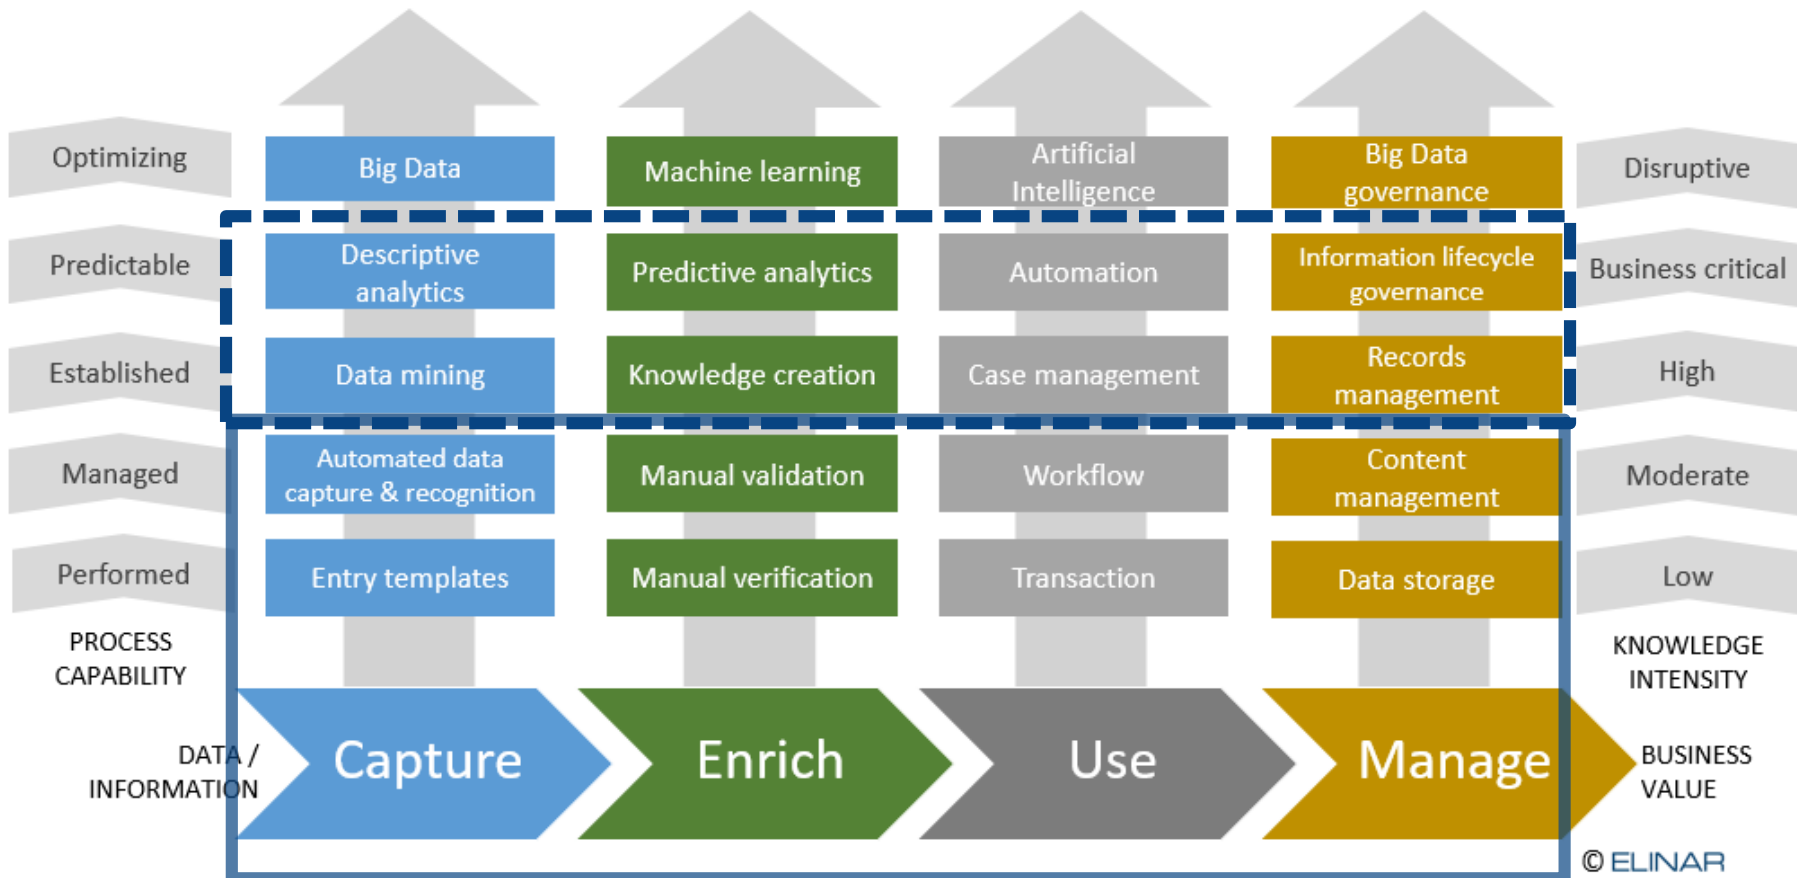 Optimizing
Big Data
Machine learning
Artificial
Intelligence
Big Data
governance
Disruptive
Predictable
Descriptive
analytics
Predictive analytics
Automation
Information lifecycle
governance
Business critical
Established
Data mining
Knowledge creation
Case management
Records
management
High
Managed
Automated data
capture & recognition
Manual validation
Workflow
Content
management
Moderate
Performed
Entry templates
Manual verification
Transaction
Data storage
Low
PROCESS
CAPABILITY
KNOWLEDGE
INTENSITY
DATA /
INFORMATION
Capture
Enrich
Use
Manage
BUSINESS
VALUE
© ELINAR